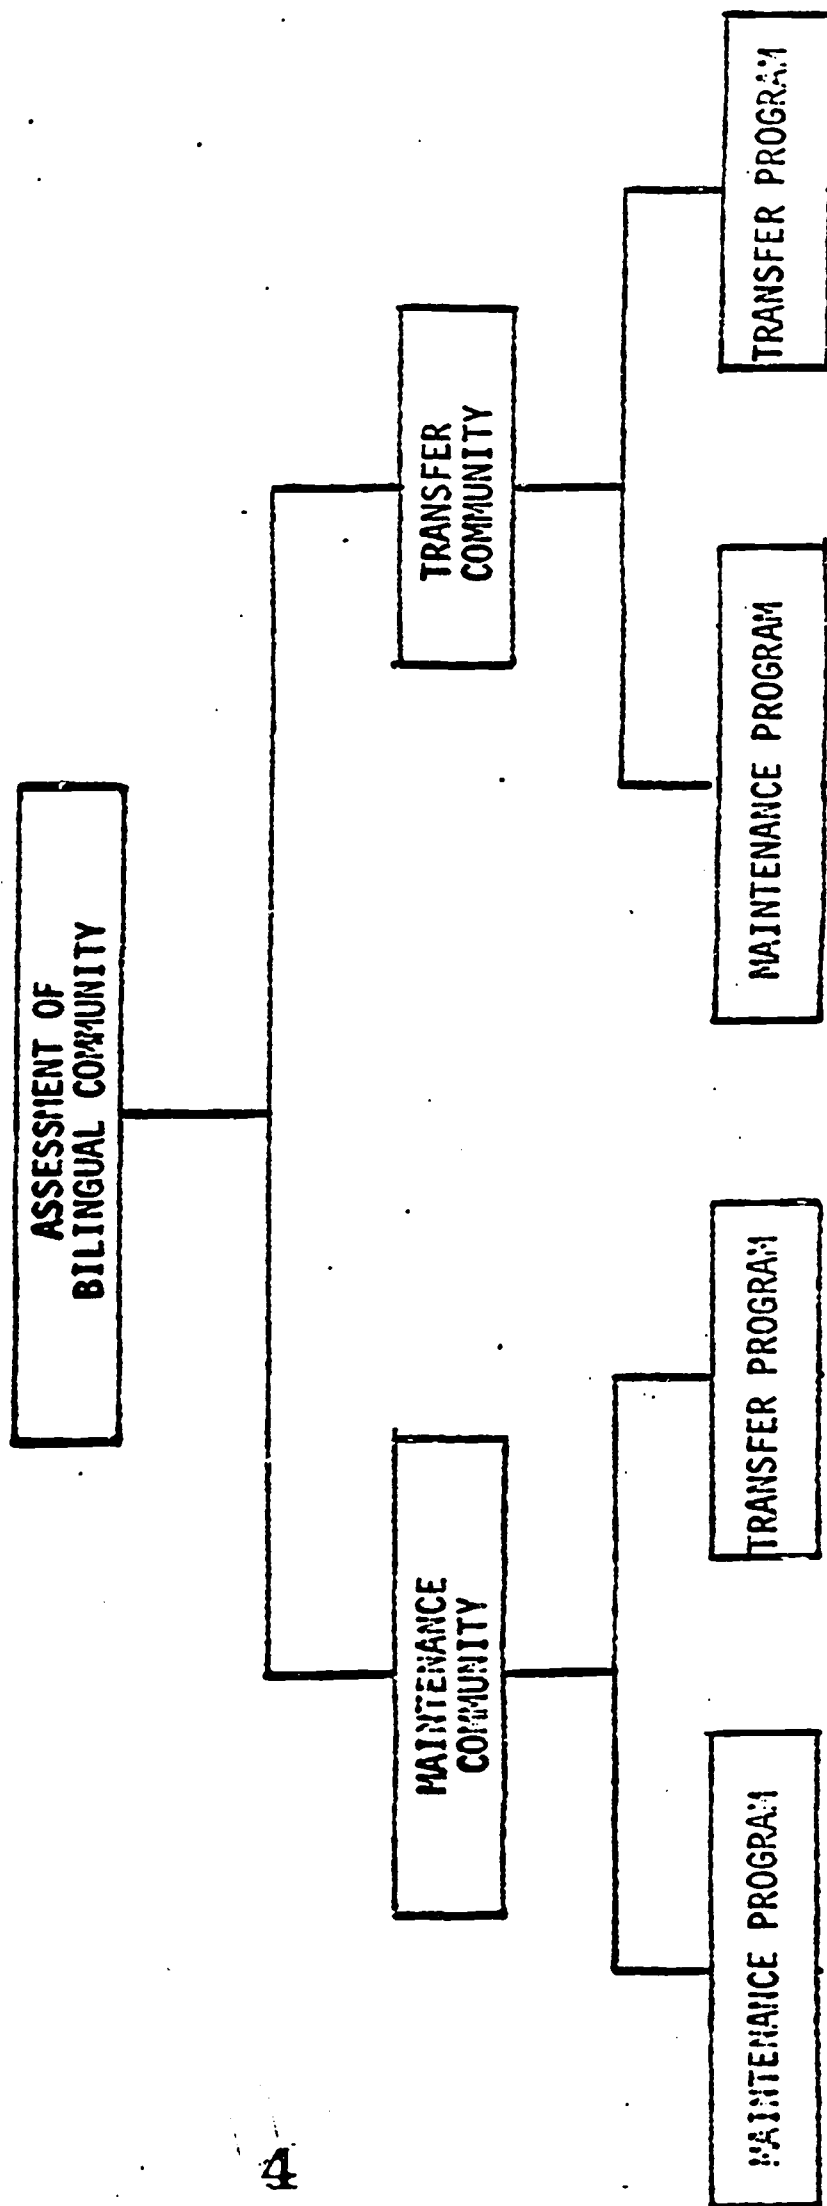 ASSESSMENT OF
BILINGUAL COMMUNITY
MAINTENANCE
COMMUNITY
TRANSFER
COMMUNITY
MAINTENANCE PROGRAM
TRANSFER PROGRAM
MAINTENANCE PROGRAM
TRANSFER PROGRAM
4